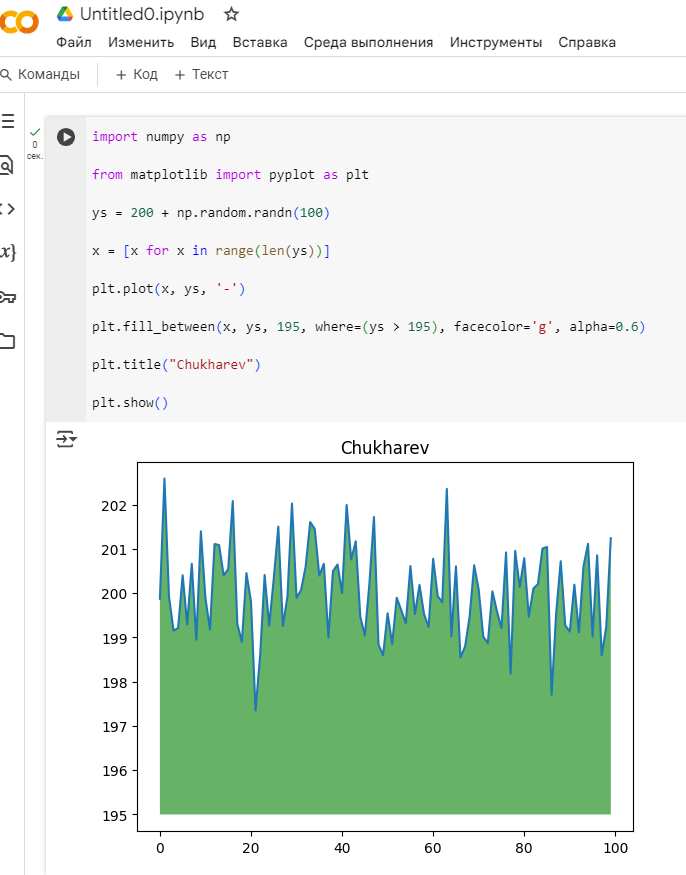 Untitled0.ipynb
Файл Изменить Вид Вставка Среда выполнения Инструменты Справка
Команды + Код + Текст
0
сек.
import numpy as np
from matplotlib import pyplot as plt
ys = 200 + np.random.randn(100)
x = [x for x in range(len(ys))]
plt.plot(x, ys, '-')
plt.fill_between(x, ys, 195, where=(ys > 195), facecolor='g', alpha=0.6)
plt.title("Chukharev")
plt.show()
Chukharev
202
201
200
199
198
197
196
195
0 20 40 60 80 100